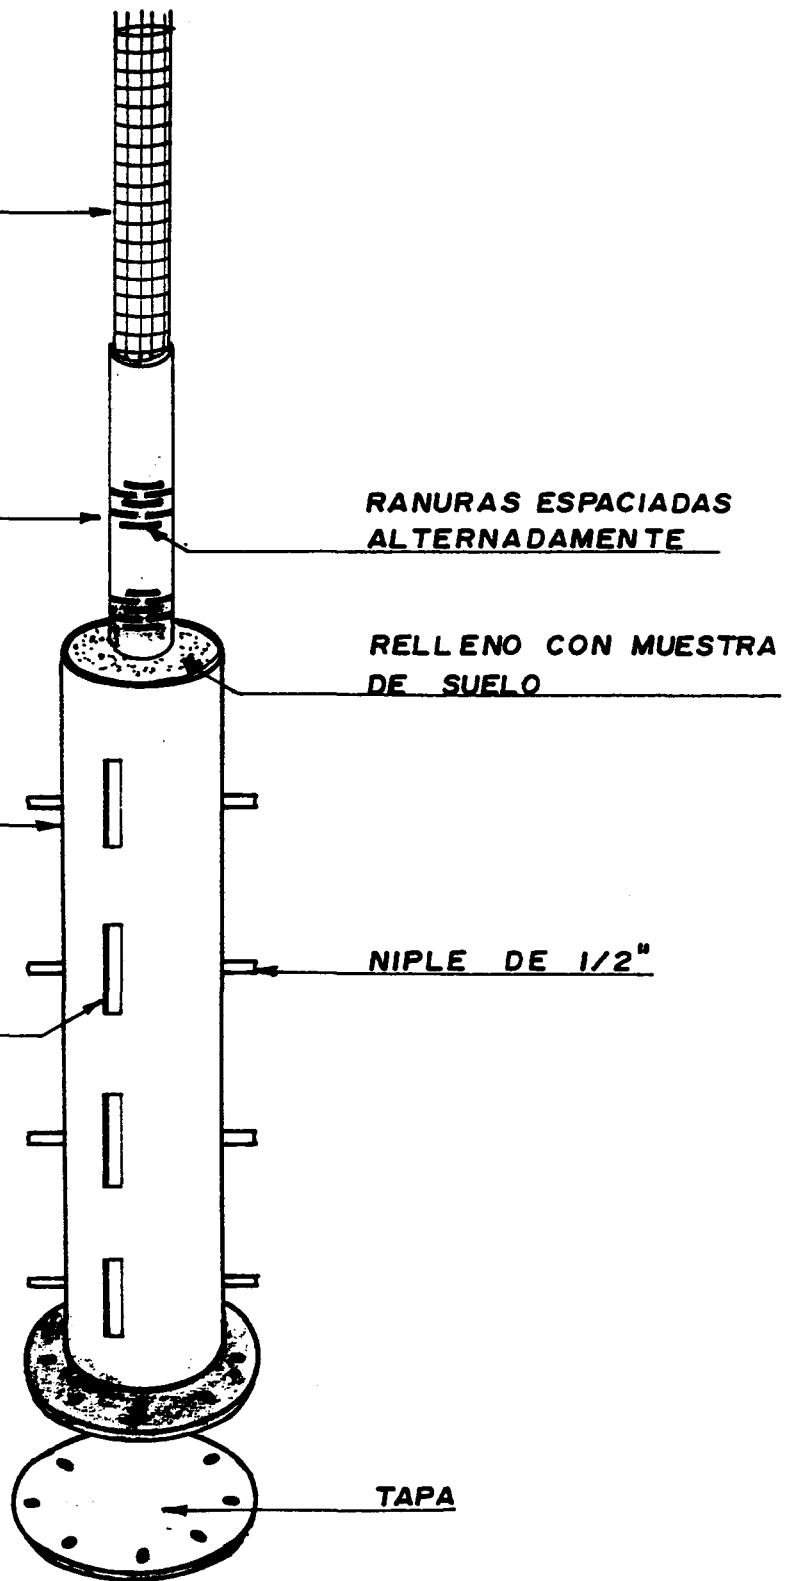 RANURAS ESPACIADAS
ALTERNADAMENTE
RELLENO CON MUESTRA
DE SUELO
NIPLE DE 1/2"
TAPA